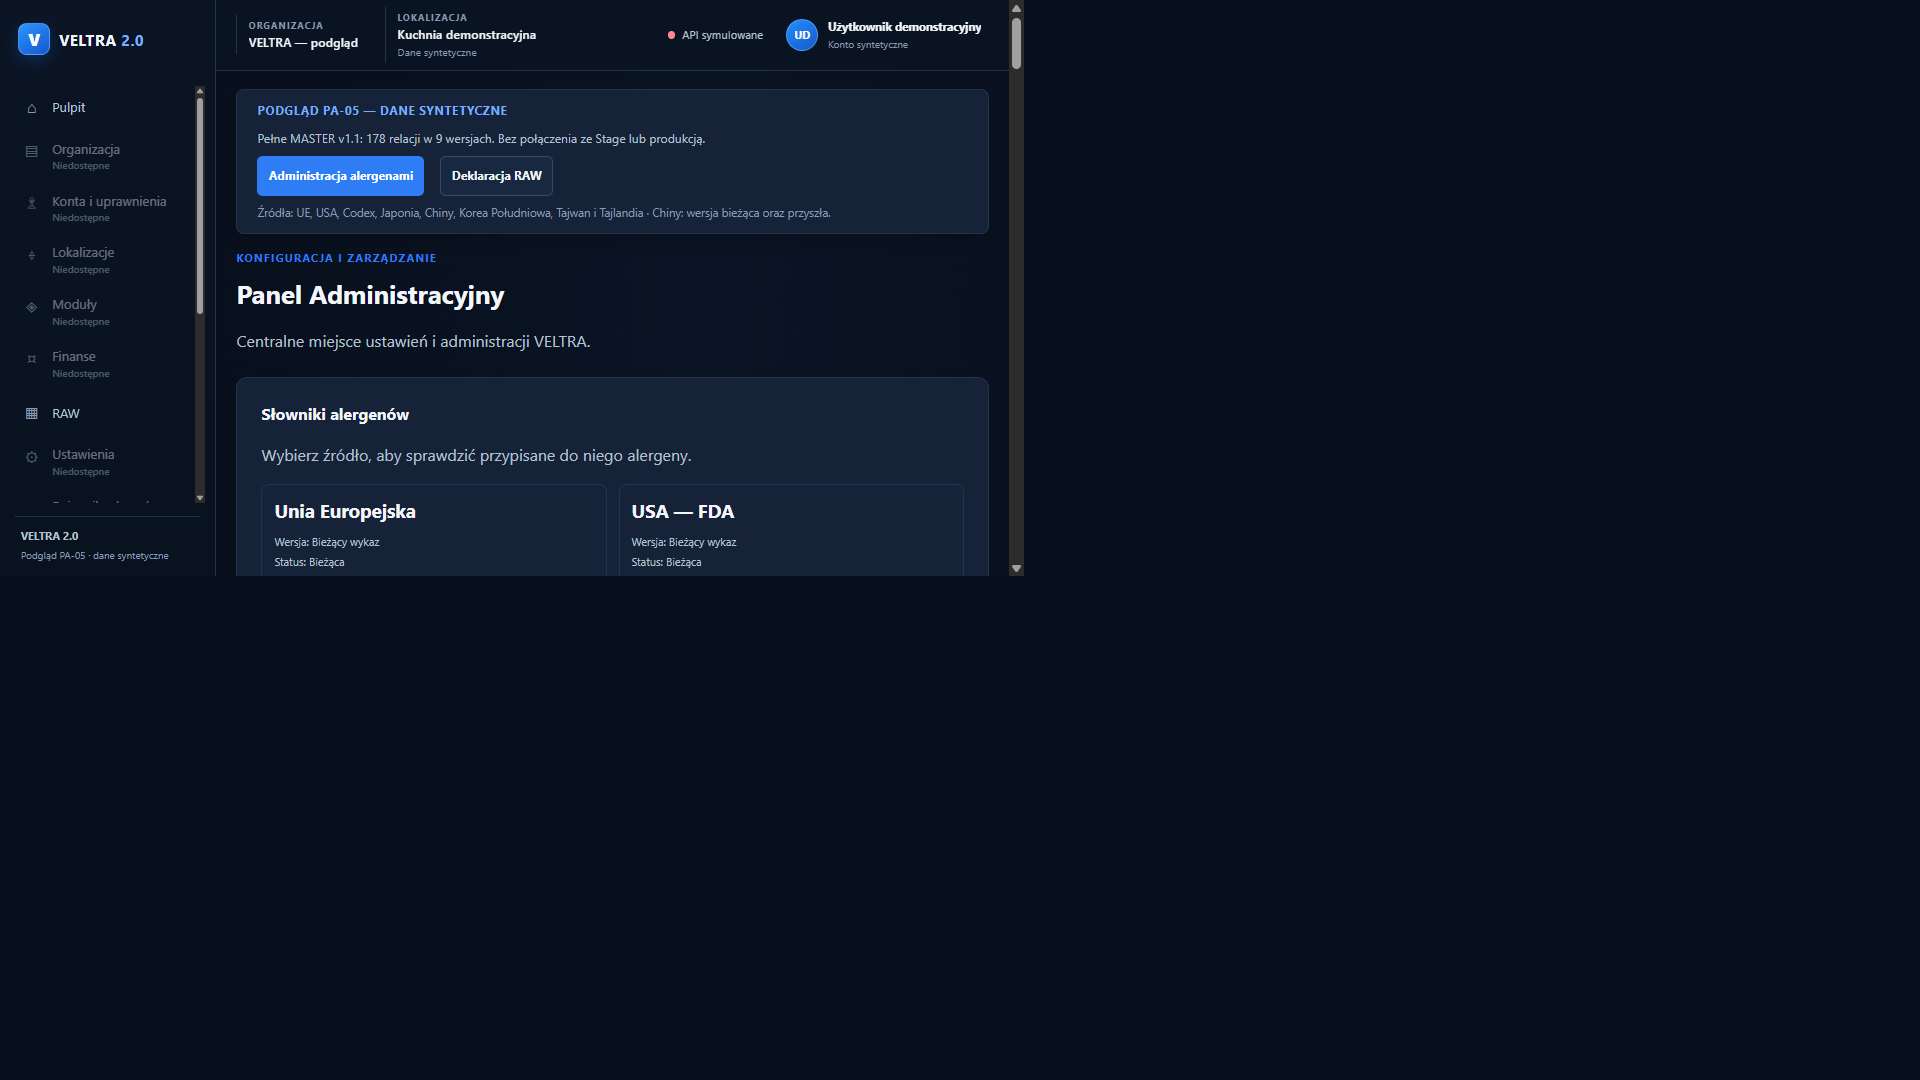 V VELTRA 2.0
Pulpit
Organizacja
Niedostępne
Konta i uprawnienia
Niedostępne
Lokalizacje
Niedostępne
Moduły
Niedostępne
Finanse
Niedostępne
RAW
Ustawienia
Niedostępne
VELTRA 2.0
Podgląd PA-05 · dane syntetyczne
ORGANIZACJA
VELTRA — podgląd
LOKALIZACJA
Kuchnia demonstracyjna
Dane syntetyczne
API symulowane
UD
Użytkownik demonstracyjny
Konto syntetyczne
PODGLĄD PA-05 — DANE SYNTETYCZNE
Pełne MASTER v1.1: 178 relacji w 9 wersjach. Bez połączenia ze Stage lub produkcją.
Administracja alergenami
Deklaracja RAW
Źródła: UE, USA, Codex, Japonia, Chiny, Korea Południowa, Tajwan i Tajlandia · Chiny: wersja bieżąca oraz przyszła.
KONFIGURACJA I ZARZĄDZANIE
Panel Administracyjny
Centralne miejsce ustawień i administracji VELTRA.
Słowniki alergenów
Wybierz źródło, aby sprawdzić przypisane do niego alergeny.
Unia Europejska
Wersja: Bieżący wykaz
Status: Bieżąca
USA — FDA
Wersja: Bieżący wykaz
Status: Bieżąca